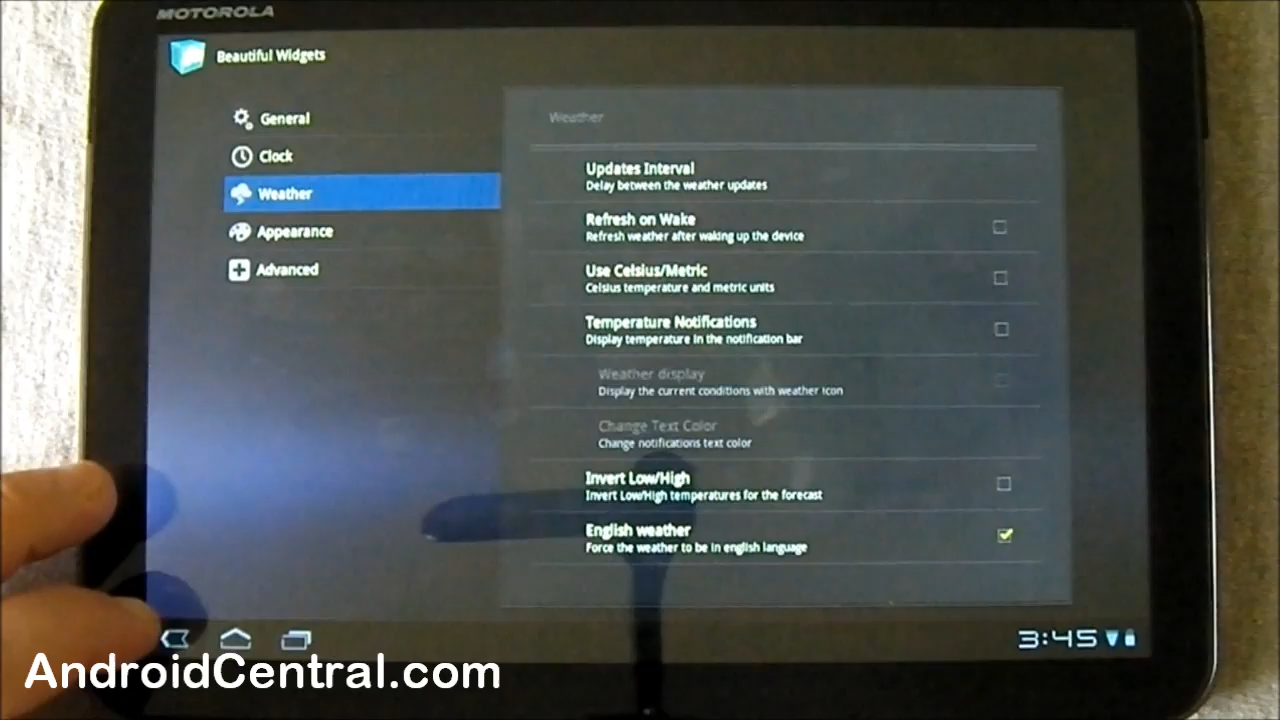 MOTOROLA
Beautiful Widgets
General
Clock
Weather
Appearance
Advanced
Weather
Updates Interval
Delay between the weather updates
Refresh on Wake
Refresh weather after waking up the device
Use Celsius/Metric
Celsius temperature and metric units
Temperature Notifications
Display temperature in the notification bar
Weather display
Display the current conditions with weather icon
Change Text Color
Change notifications text color
Invert Low/High
Invert Low/High temperatures for the forecast
English weather
Force the weather to be in english language
3:45
AndroidCentral.com